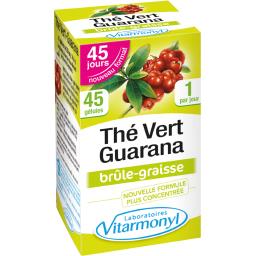 45
jours
nouveau format
45
gélules
1
par jour
Thé Vert
Guarana
brûle-graisse
NOUVELLE FORMULE
PLUS CONCENTRÉE
Laboratoires
Vitarmonyl